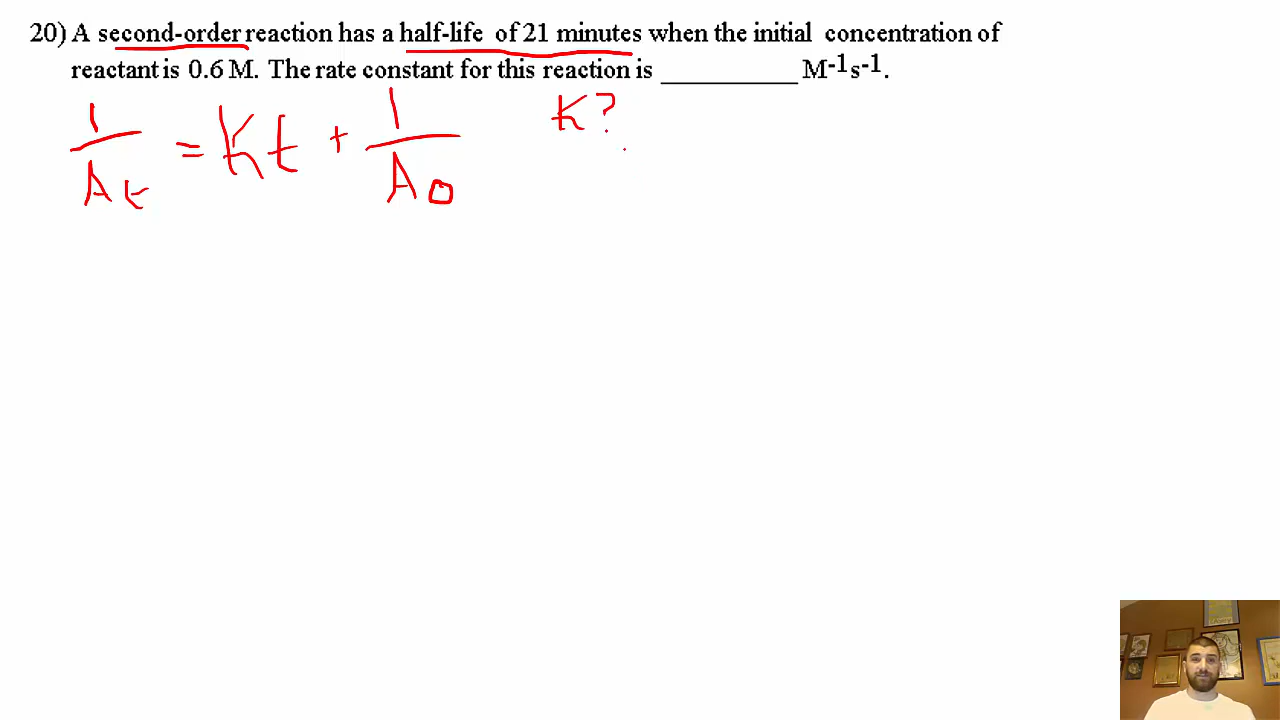 20) A second-order reaction has a half-life of 21 minutes when the initial concentration of
reactant is 0.6 M. The rate constant for this reaction is __________ M-1s-1.
1/At = Kt + 1/A0
K?